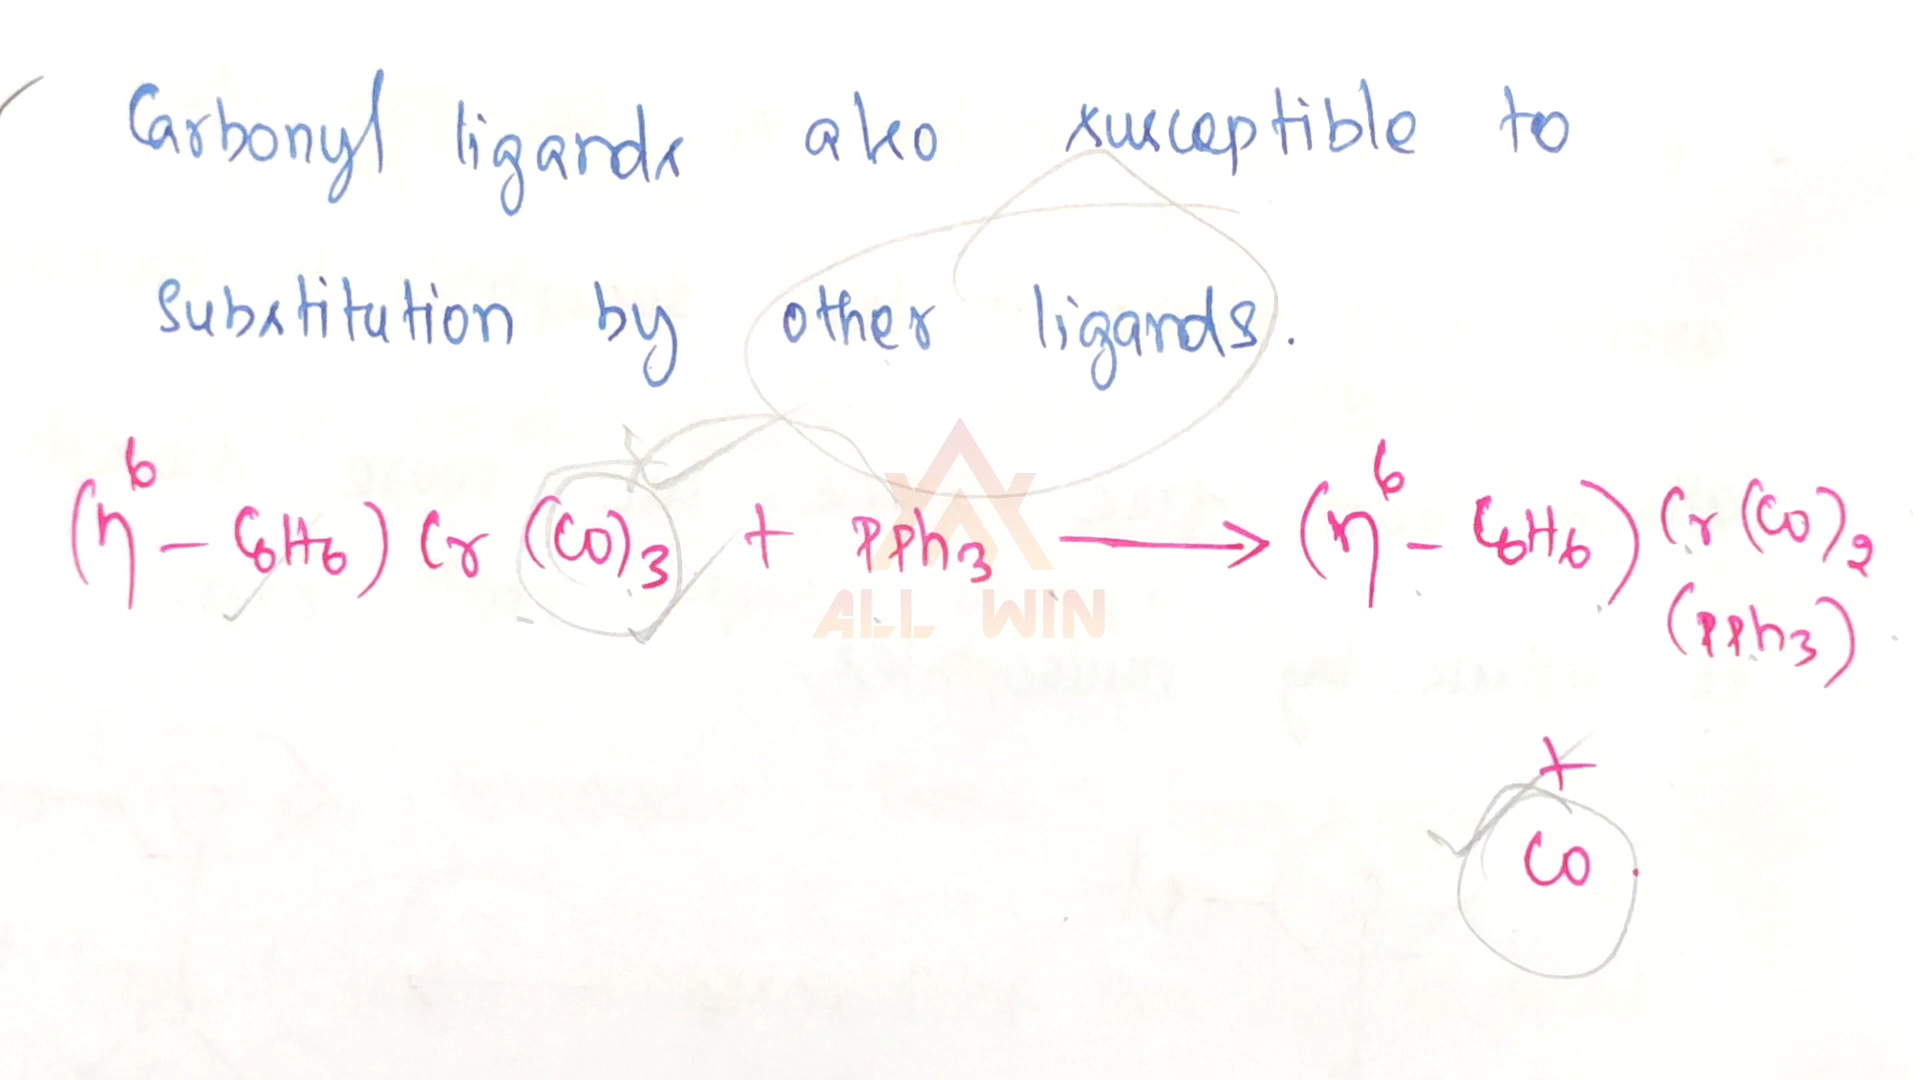 Carbonyl ligands also susceptible to
substitution by other ligands.
(η⁶ – C₆H₆) Cr (CO)₃ + PPh₃ ⟶ (η⁶ – C₆H₆) Cr (CO)₂
(PPh₃)
+
CO
ALL WIN